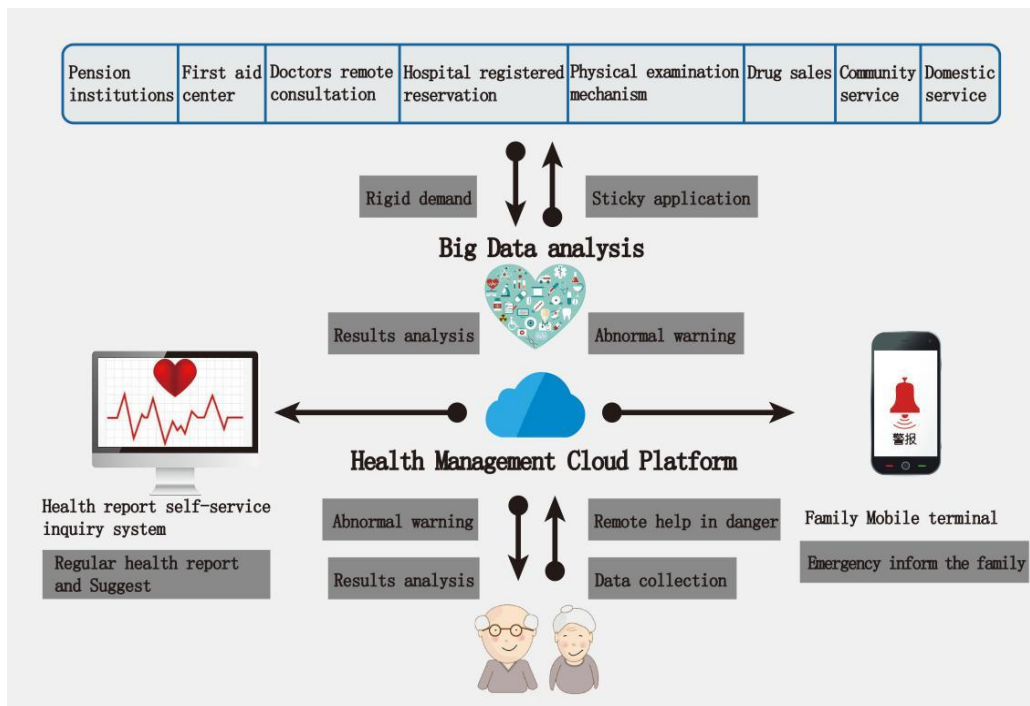 Pension
institutions
First aid
center
Doctors remote
consultation
Hospital registered
reservation
Physical examination
mechanism
Drug sales
Community
service
Domestic
service
Rigid demand
Sticky application
Big Data analysis
Results analysis
Abnormal warning
警报
Health Management Cloud Platform
Health report self-service
inquiry system
Regular health report
and Suggest
Abnormal warning
Remote help in danger
Results analysis
Data collection
Family Mobile terminal
Emergency inform the family